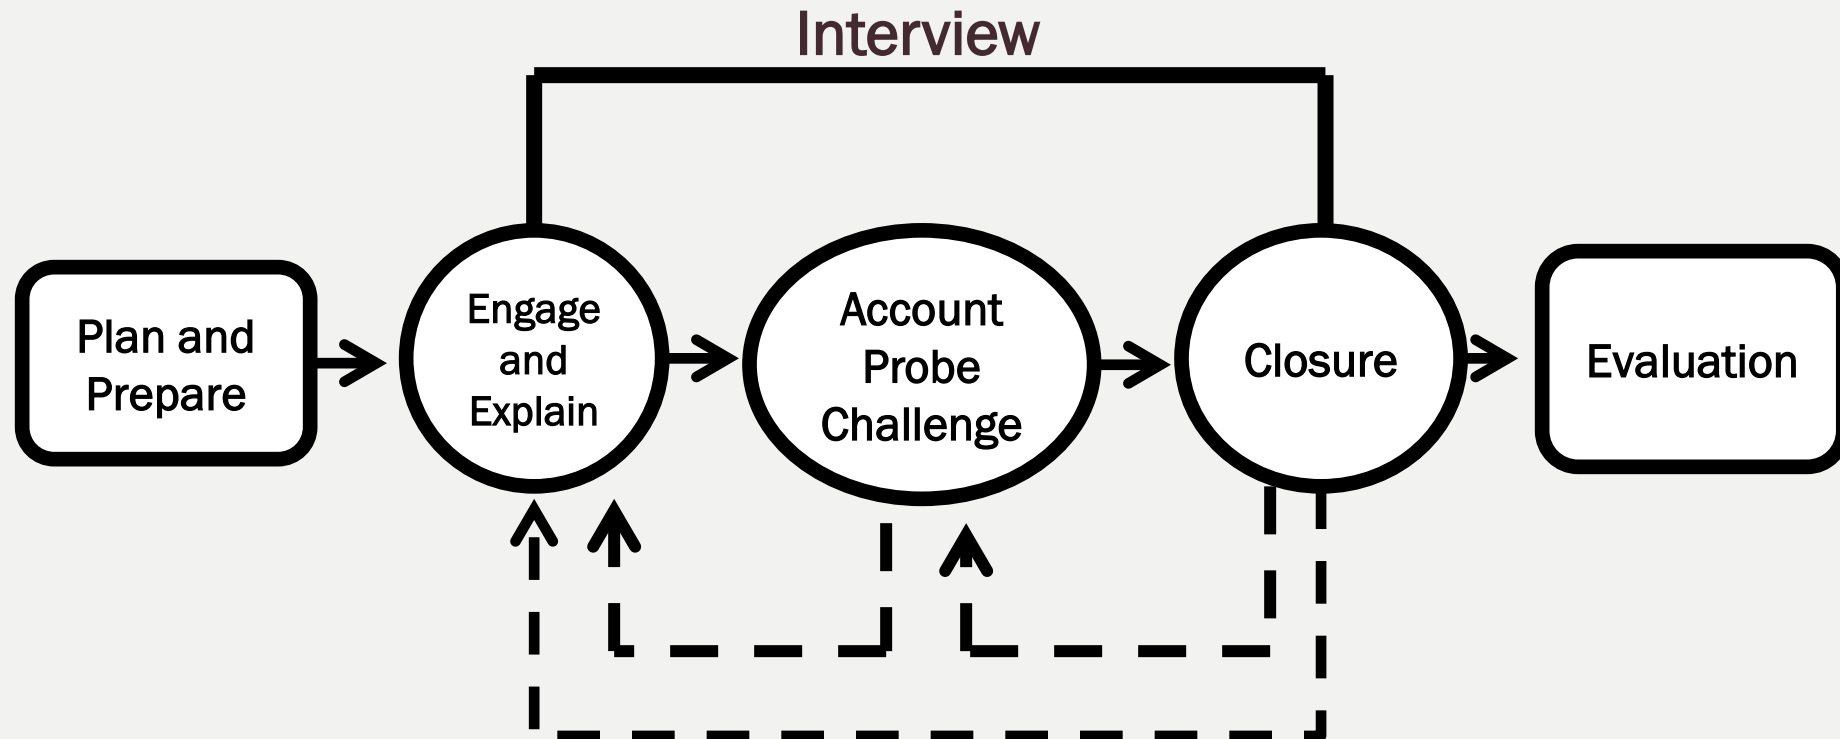 Interview
Plan and
Prepare
Engage
and
Explain
Account
Probe
Challenge
Closure
Evaluation